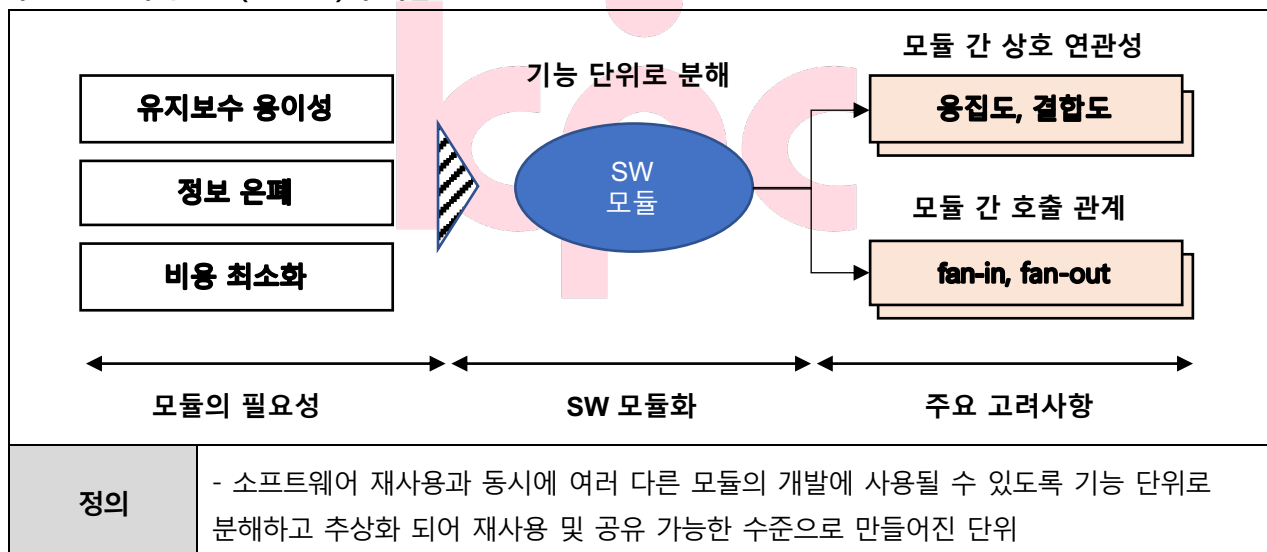 모듈 간 상호 연관성
기능 단위로 분해
유지보수 용이성
응집도, 결합도
정보 은폐
SW
모듈
모듈 간 호출 관계
비용 최소화
fan-in, fan-out
모듈의 필요성
SW 모듈화
주요 고려사항
정의
- 소프트웨어 재사용과 동시에 여러 다른 모듈의 개발에 사용될 수 있도록 기능 단위로
분해하고 추상화 되어 재사용 및 공유 가능한 수준으로 만들어진 단위
kpc